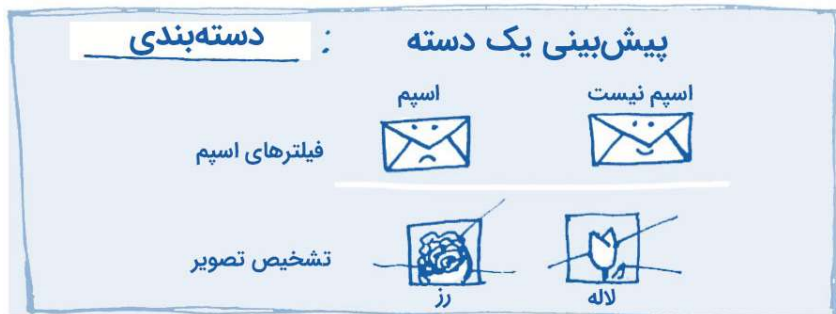 دسته‌بندی : پیش‌بینی یک دسته
اسپم نیست اسپم
فیلترهای اسپم
تشخیص تصویر
لاله رز